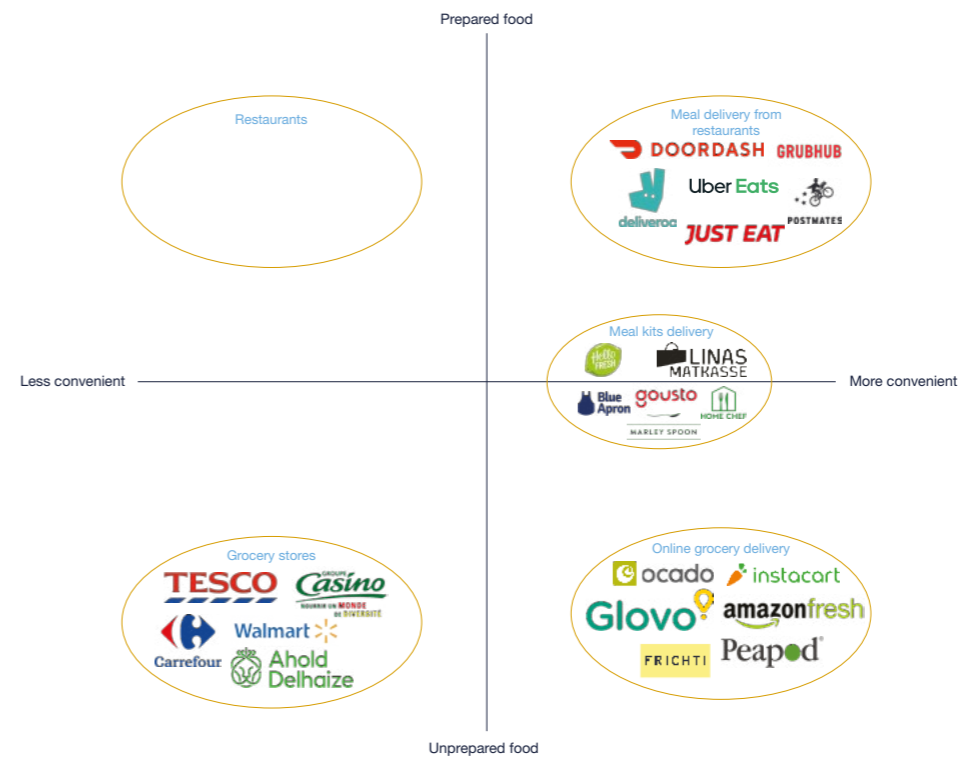 Prepared food
Restaurants
Meal delivery from
restaurants
DOORDASH
GRUBHUB
Uber Eats
deliveroo
POSTMATES
JUST EAT
Meal kits delivery
Hello
FRESH
LINAS
MATKASSE
Less convenient
More convenient
Blue
Apron
gousto
HOME CHEF
MARLEY SPOON
Grocery stores
TESCO
GROUPE
Casino
NOURRIR UN MONDE
DE DIVERSITÉ
Carrefour
Walmart
Ahold
Delhaize
Online grocery delivery
ocado
instacart
Glovo
amazonfresh
FRICHTI
Peapod
Unprepared food